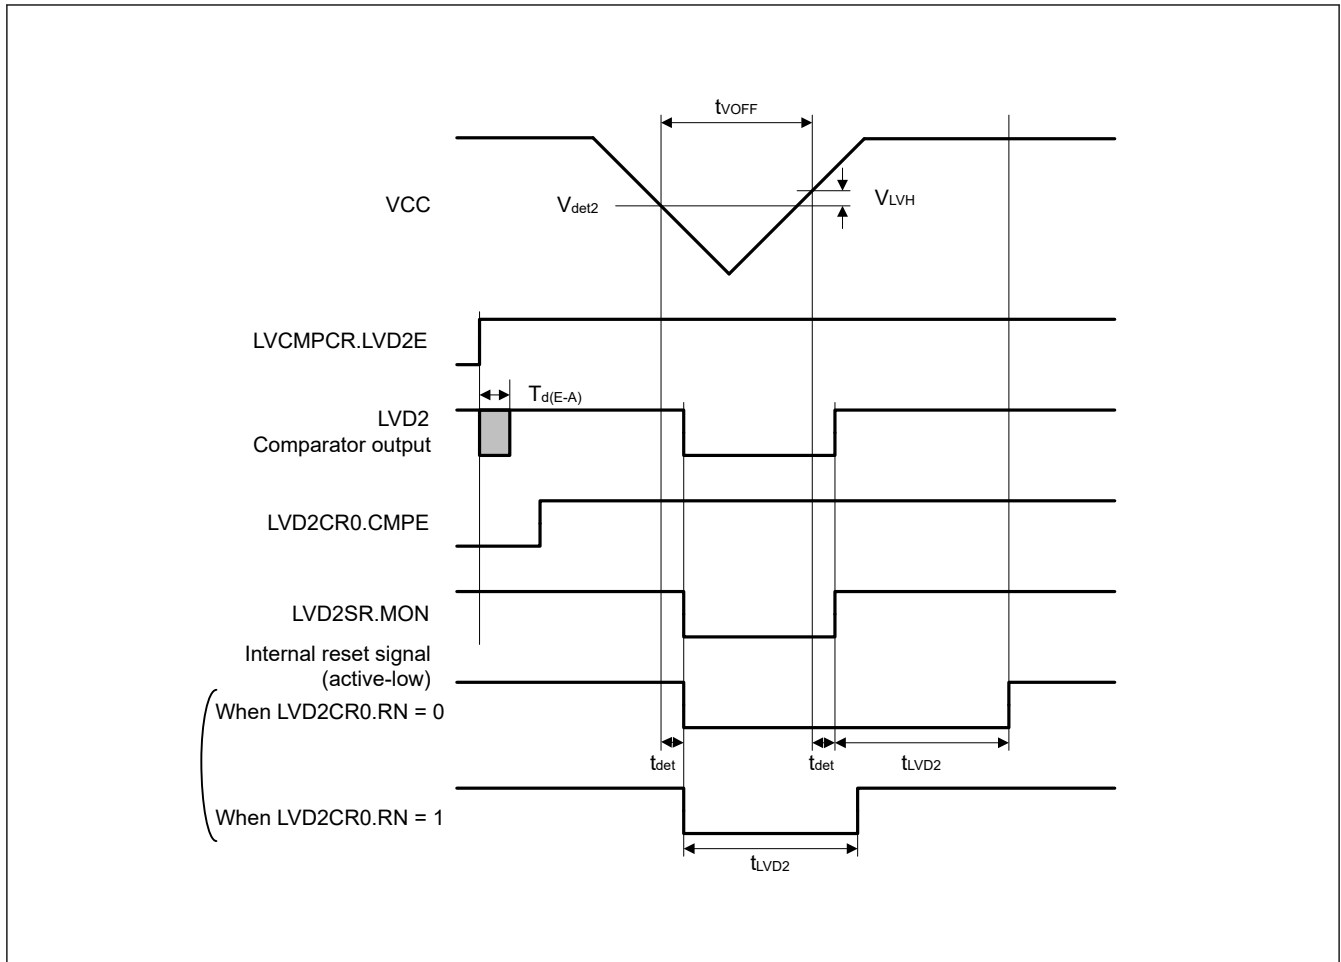 tVOFF
VCC
Vdet2
VLVH
LVCMPCR.LVD2E
Td(E-A)
LVD2
Comparator output
LVD2CR0.CMPE
LVD2SR.MON
Internal reset signal
(active-low)
When LVD2CR0.RN = 0
tdet
tdet
tLVD2
When LVD2CR0.RN = 1
tLVD2